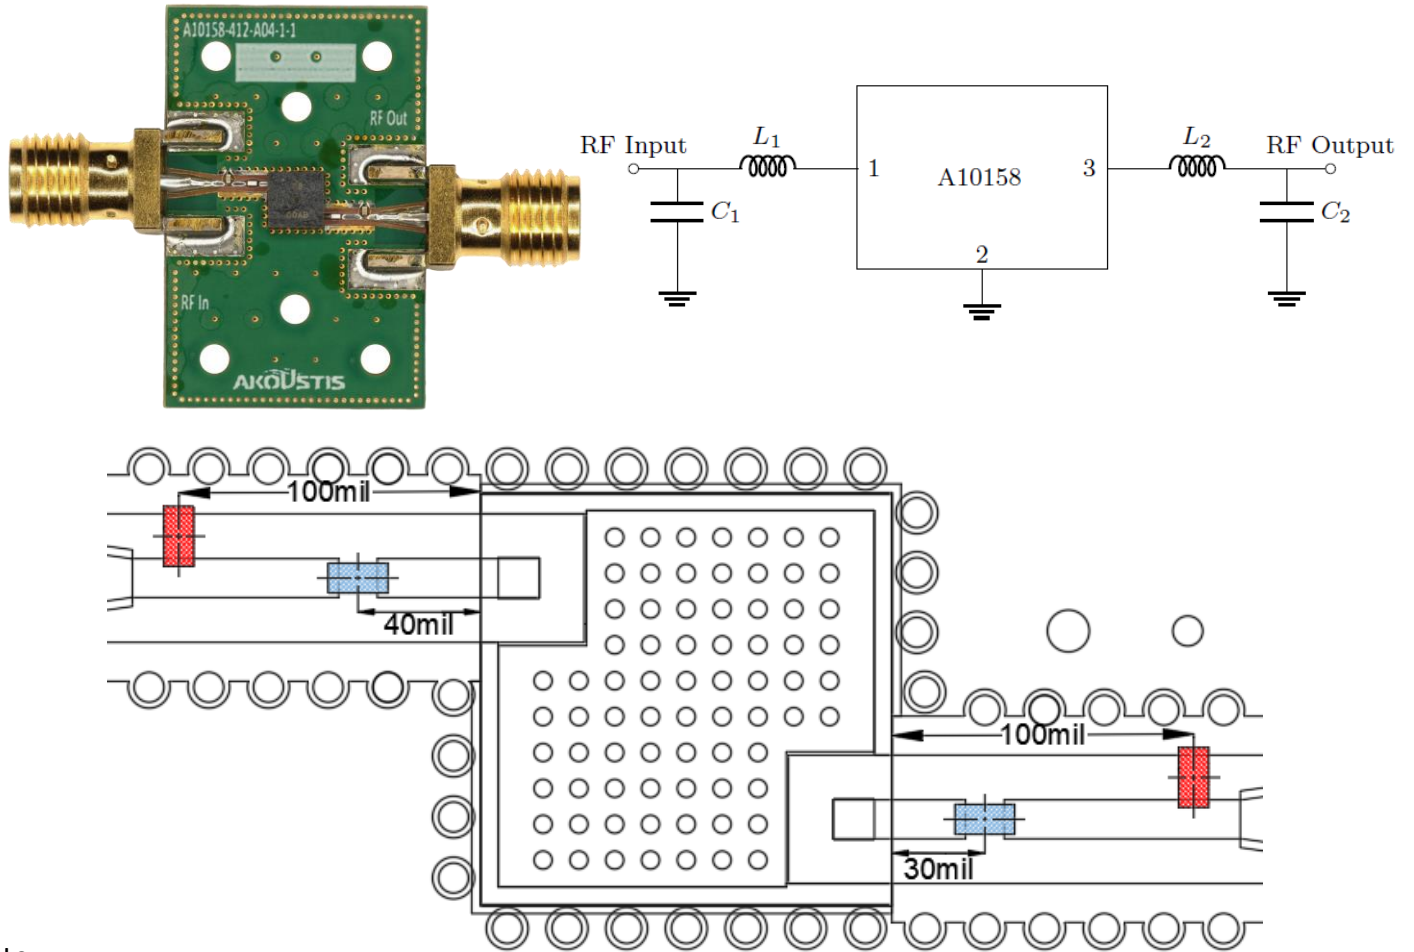 A10158-412-A04-1-1
RF Out
RF In
AKOUSTIS
RF Input
L1
C1
1
A10158
3
2
L2
C2
RF Output
100mil
40mil
100mil
30mil